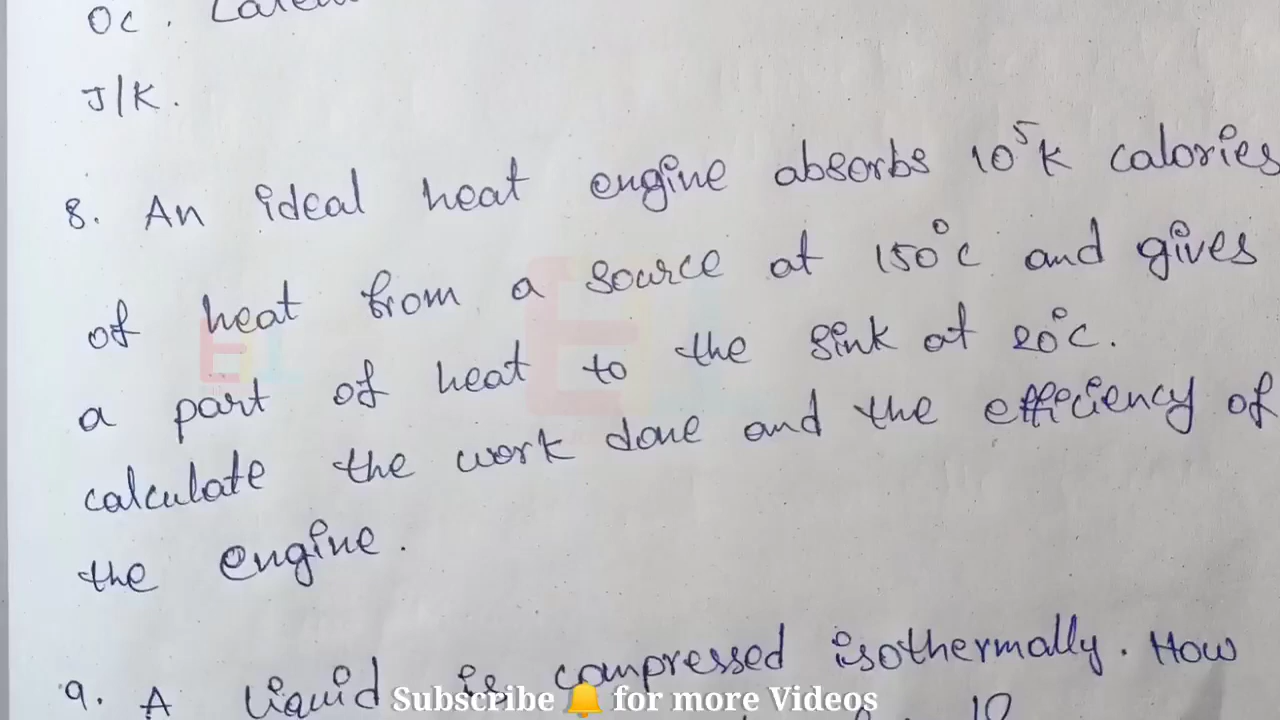 0c.
J/K.
8. An ideal heat engine absorbs 10⁵K calories
of heat from a source at 150°c and gives
a part of heat to the sink at 20°c.
calculate the work done and the efficiency of
the engine.
9. A liquid is compressed isothermally. How
Subscribe 🔔 for more Videos
10